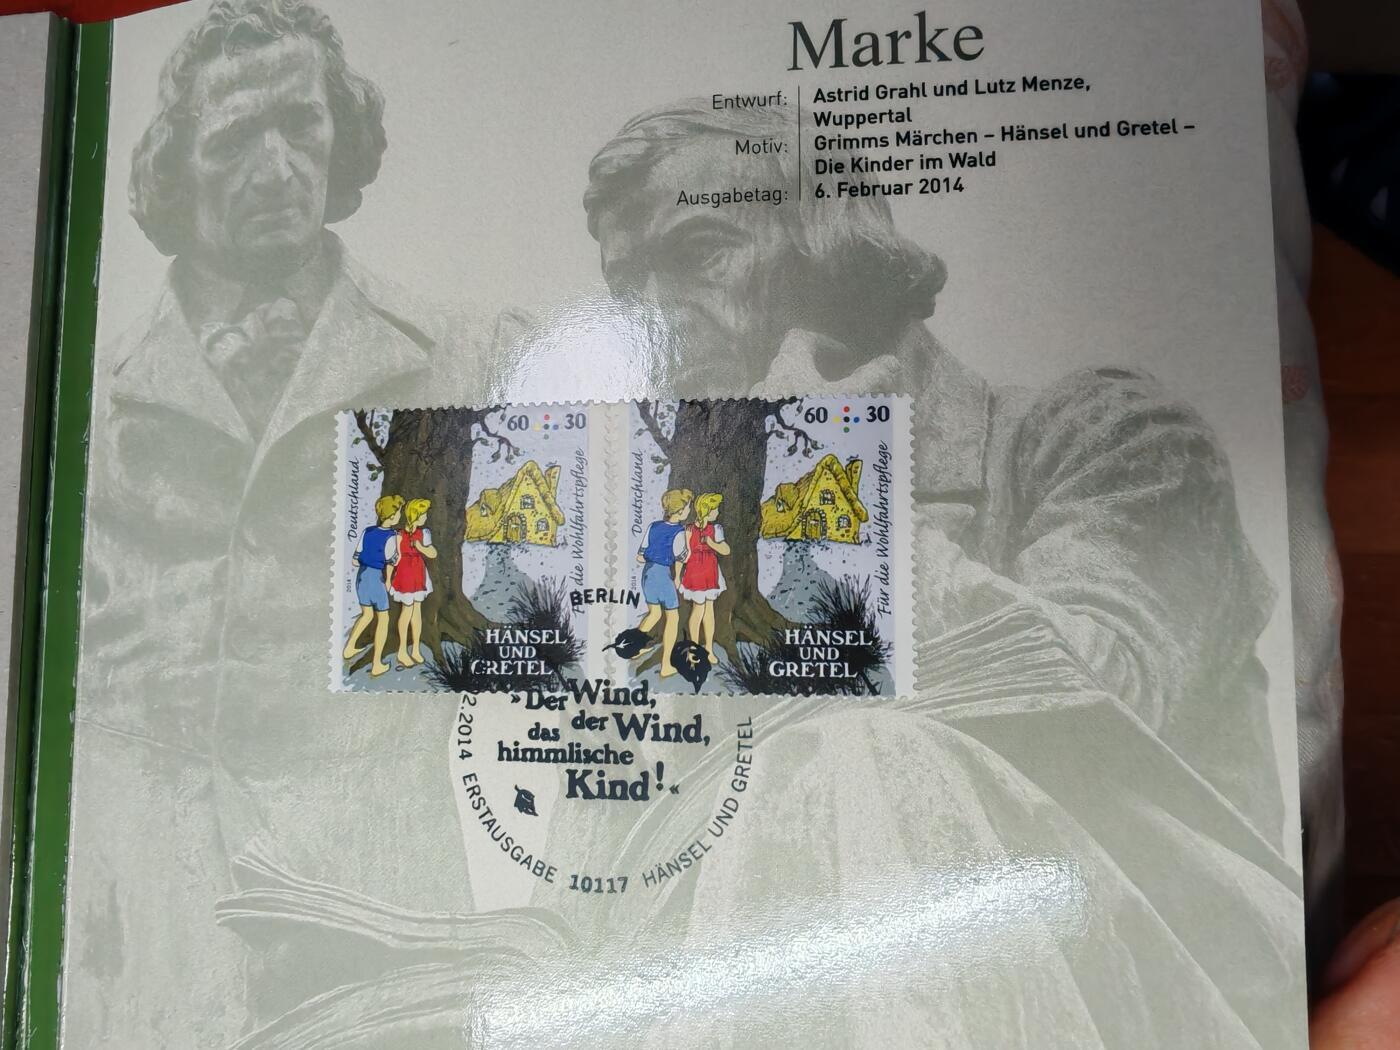 Marke
Entwurf: Astrid Grahl und Lutz Menze,
Wuppertal
Motiv: Grimms Märchen – Hänsel und Gretel –
Die Kinder im Wald
Ausgabetag: 6. Februar 2014
60 30
Deutschland
Für die Wohlfahrtspflege
2014
HÄNSEL
UND
GRETEL
60 30
Deutschland
Für die Wohlfahrtspflege
2014
HÄNSEL
UND
GRETEL
BERLIN
»Der Wind,
der Wind,
das
himmlische
Kind!«
2.2014 ERSTAUSGABE 10117 HÄNSEL UND GRETEL